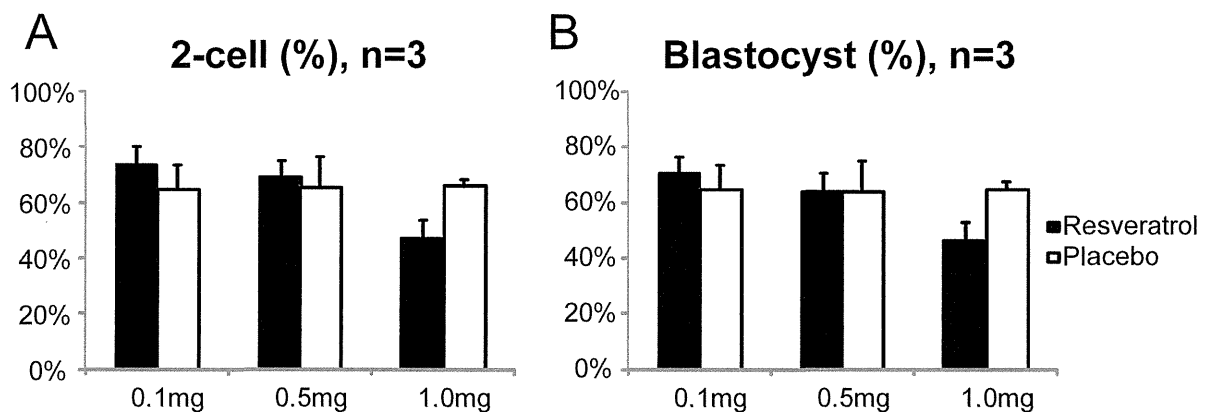 A
2-cell (%), n=3
100%
80%
60%
40%
20%
0%
0.1mg
0.5mg
1.0mg
B
Blastocyst (%), n=3
100%
80%
60%
40%
20%
0%
0.1mg
0.5mg
1.0mg
Resveratrol
Placebo